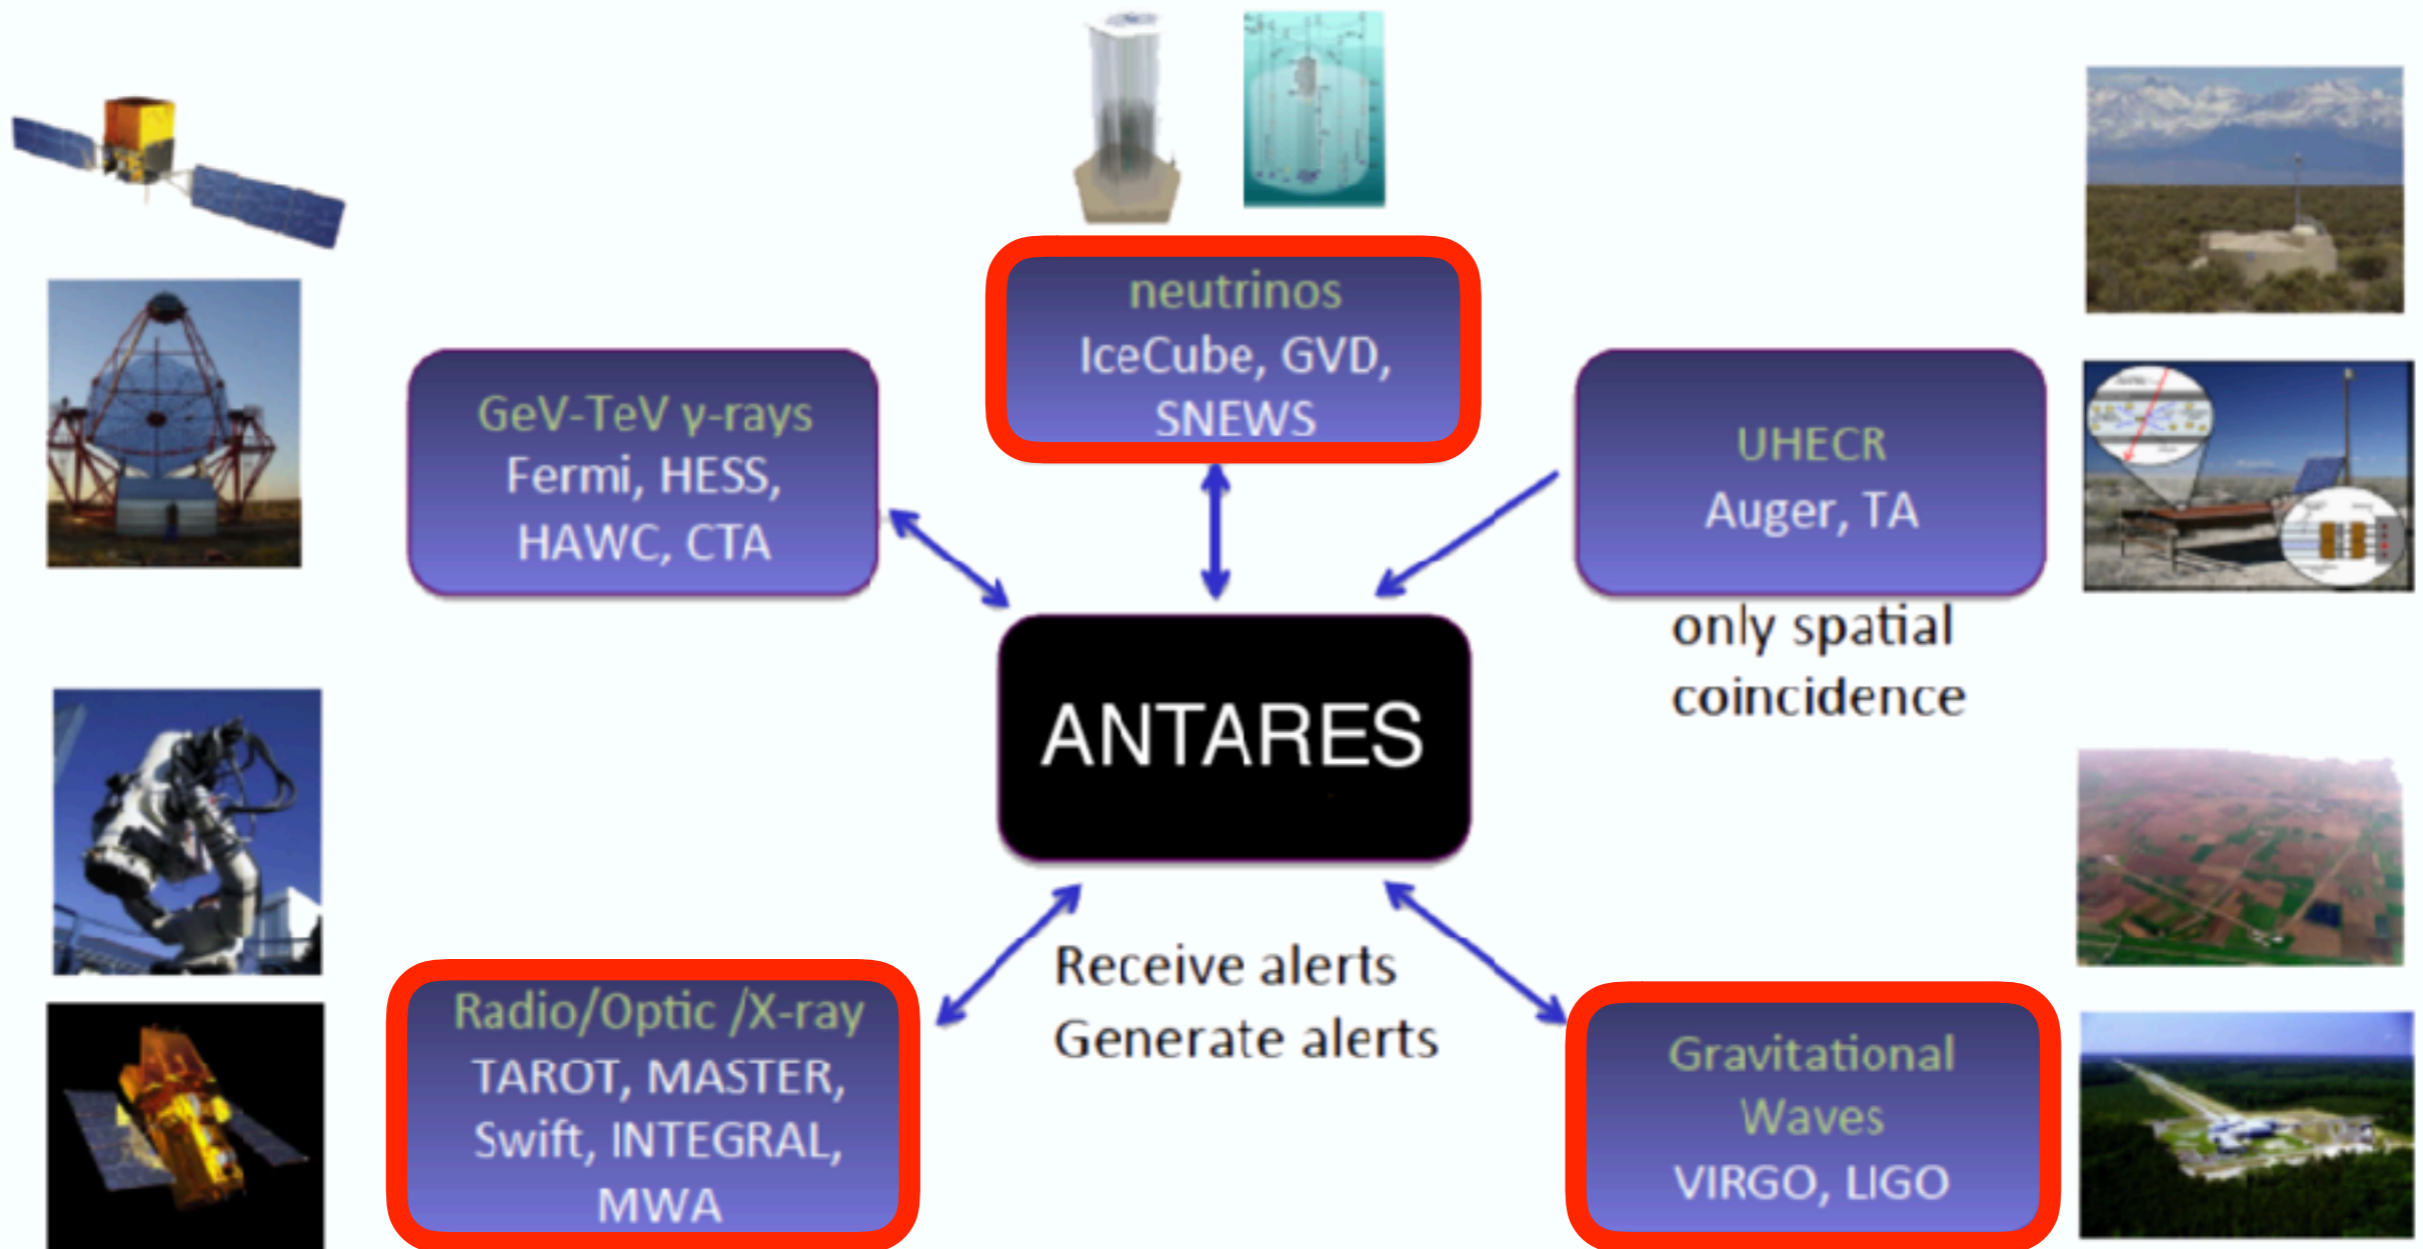 neutrinos
IceCube, GVD,
SNEWS
GeV-TeV γ-rays
Fermi, HESS,
HAWC, CTA
UHECR
Auger, TA
only spatial
coincidence
ANTARES
Receive alerts
Generate alerts
Radio/Optic /X-ray
TAROT, MASTER,
Swift, INTEGRAL,
MWA
Gravitational
Waves
VIRGO, LIGO